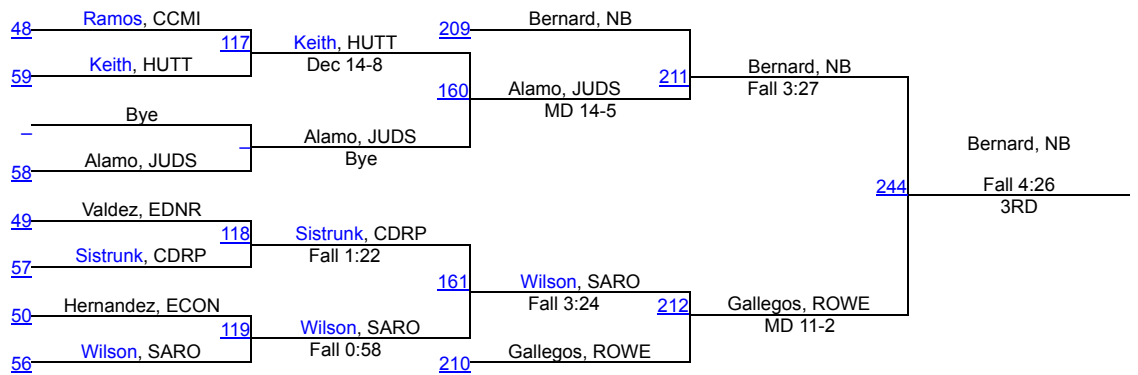 48 Ramos, CCMI
117
59 Keith, HUTT
Keith, HUTT
Dec 14-8
– Bye
–
58 Alamo, JUDS
Alamo, JUDS
Bye
160
49 Valdez, EDNR
118
57 Sistrunk, CDRP
Sistrunk, CDRP
Fall 1:22
50 Hernandez, ECON
119
56 Wilson, SARO
Wilson, SARO
Fall 0:58
161
209 Bernard, NB
211
Alamo, JUDS
MD 14-5
Wilson, SARO
Fall 3:24
212
210 Gallegos, ROWE
Bernard, NB
Fall 3:27
244
Gallegos, ROWE
MD 11-2
Bernard, NB
Fall 4:26
3RD